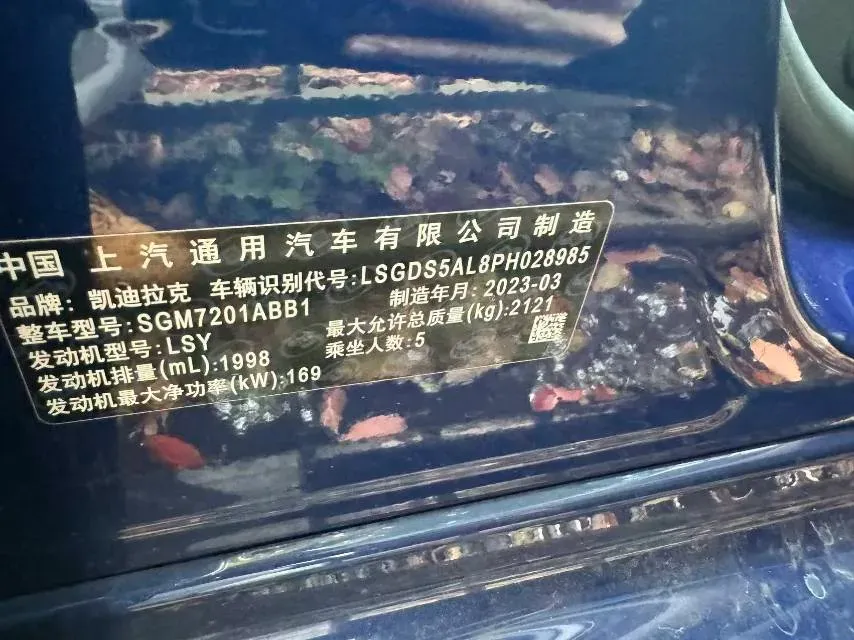 中国 上汽通用汽车有限公司制造
品牌: 凯迪拉克 车辆识别代号:LSGDS5AL8PH028985
整车型号:SGM7201ABB1 制造年月: 2023-03
发动机型号:LSY 最大允许总质量(kg):2121
发动机排量(mL):1998 乘坐人数:5
发动机最大净功率(kW):169